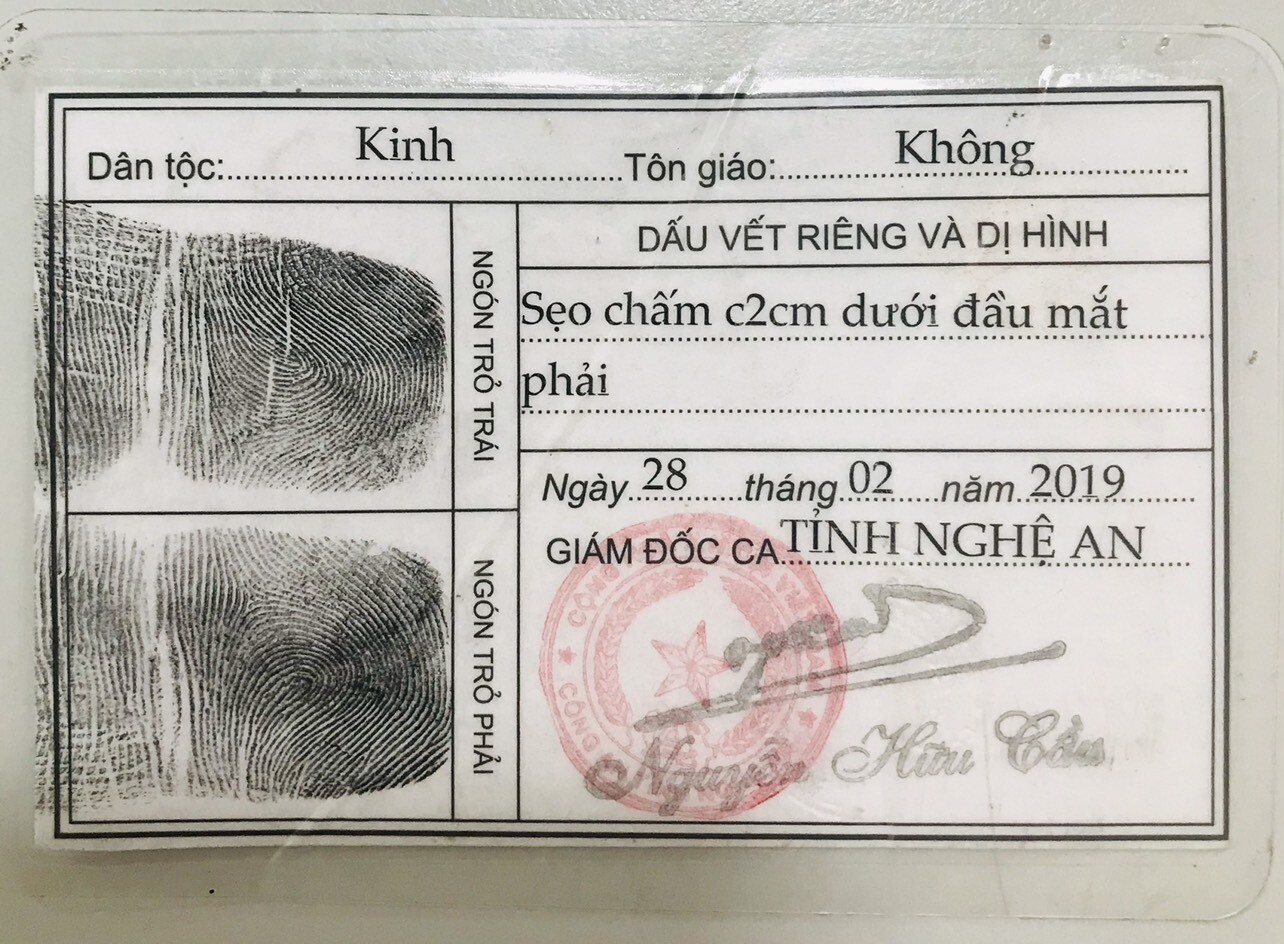 Dân tộc: Kinh Tôn giáo: Không
NGÓN TRỎ TRÁI
DẤU VẾT RIÊNG VÀ DỊ HÌNH
Sẹo chấm c2cm dưới đầu mắt
phải
NGÓN TRỎ PHẢI
Ngày 28 tháng 02 năm 2019
GIÁM ĐỐC CA TỈNH NGHỆ AN
Nguyễn Hữu Cầu